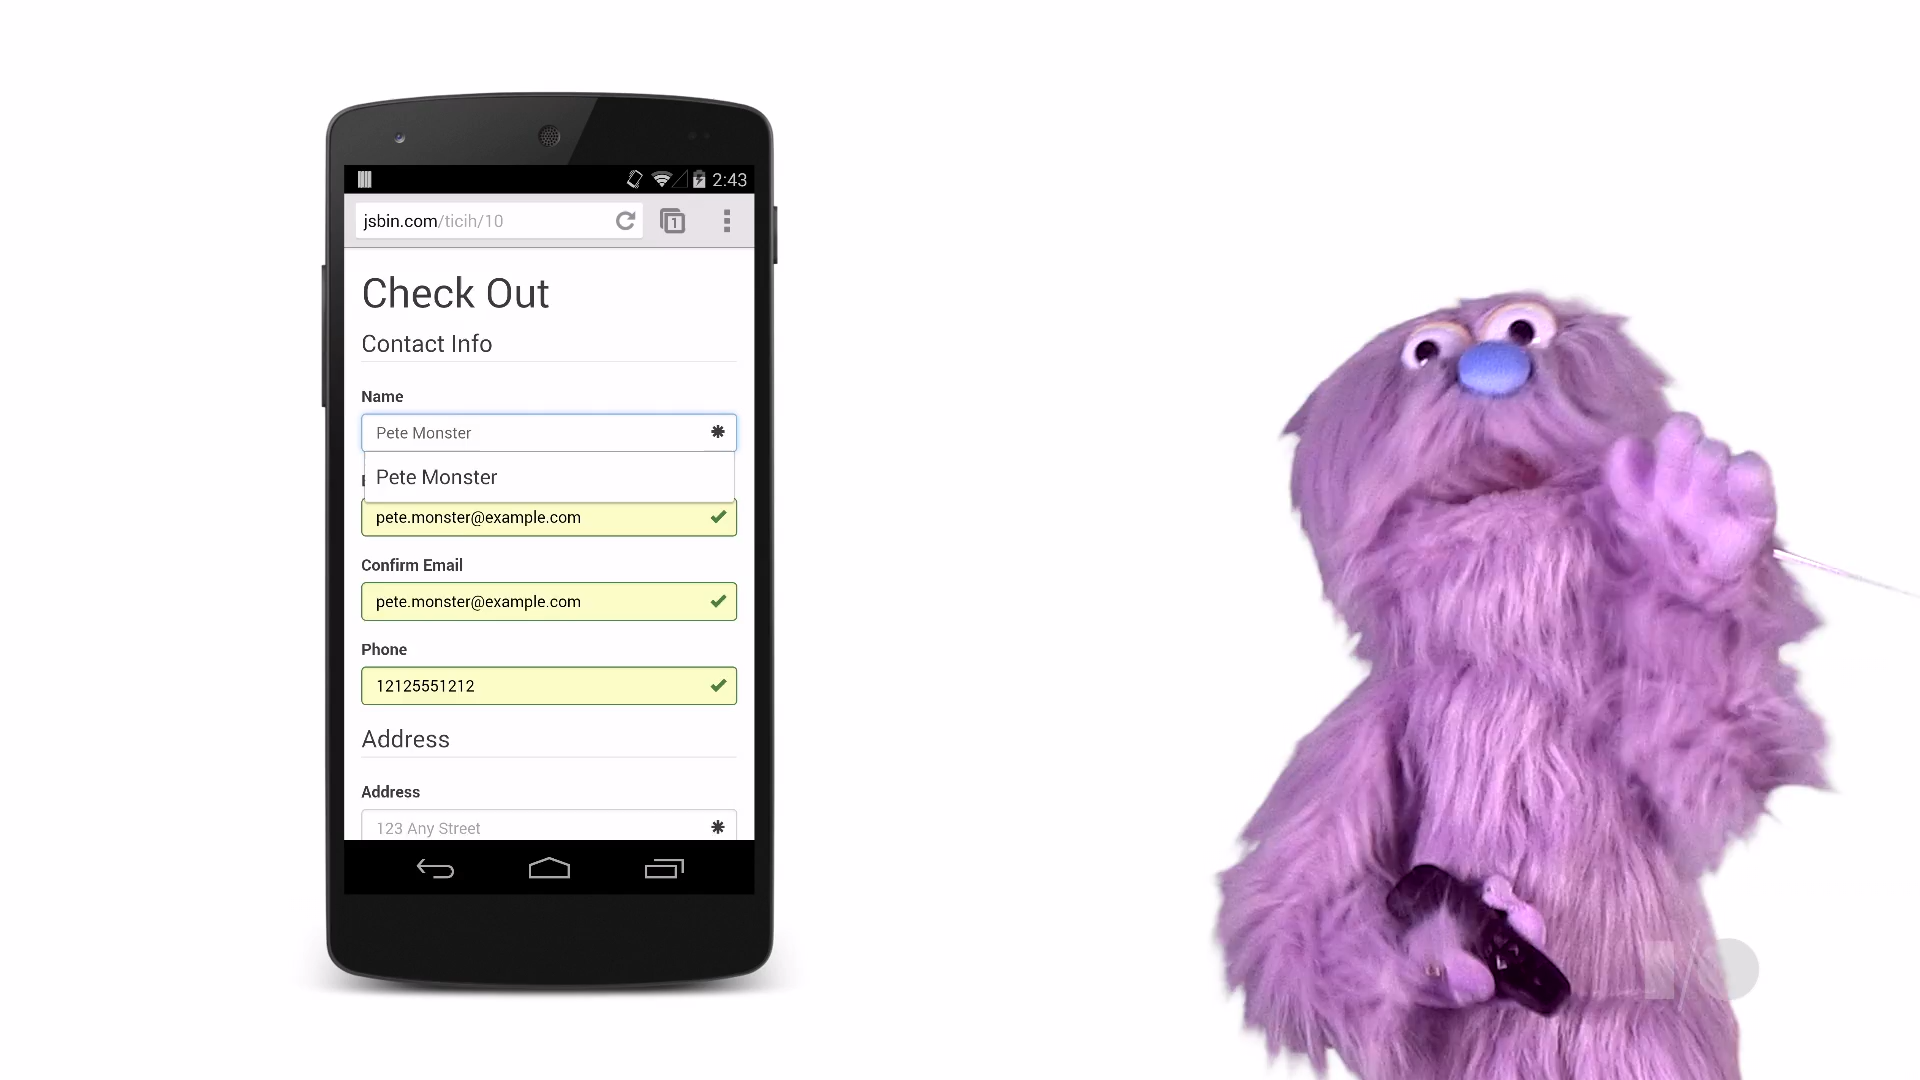 2:43
jsbin.com/ticih/10
1
Check Out
Contact Info
Name
Pete Monster
Pete Monster
pete.monster@example.com
Confirm Email
pete.monster@example.com
Phone
12125551212
Address
Address
123 Any Street
I/O